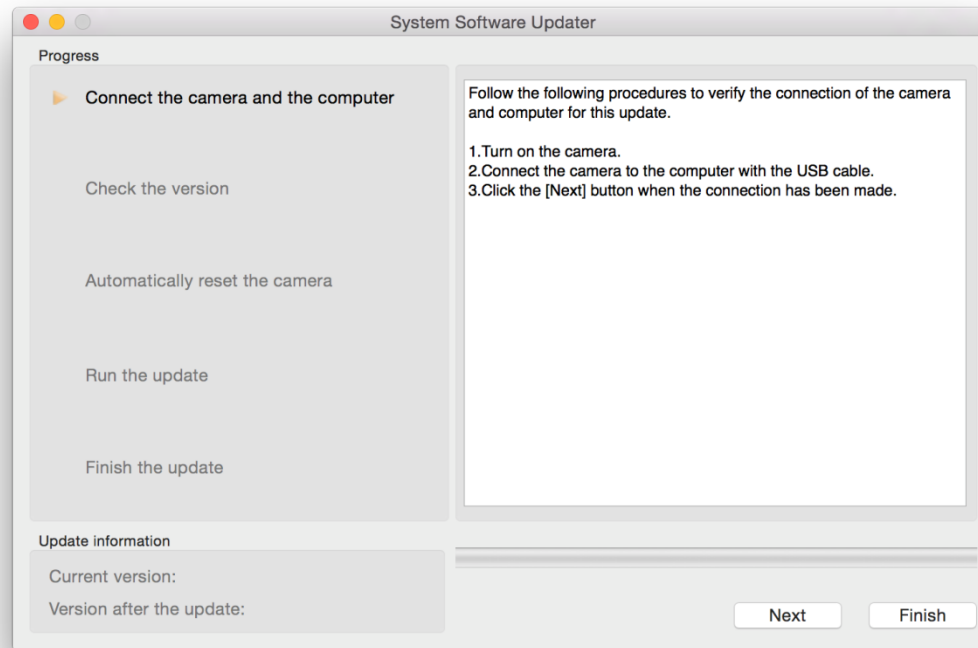 System Software Updater
Progress
Connect the camera and the computer
Check the version
Automatically reset the camera
Run the update
Finish the update
Follow the following procedures to verify the connection of the camera
and computer for this update.
1.Turn on the camera.
2.Connect the camera to the computer with the USB cable.
3.Click the [Next] button when the connection has been made.
Update information
Current version:
Version after the update:
Next
Finish